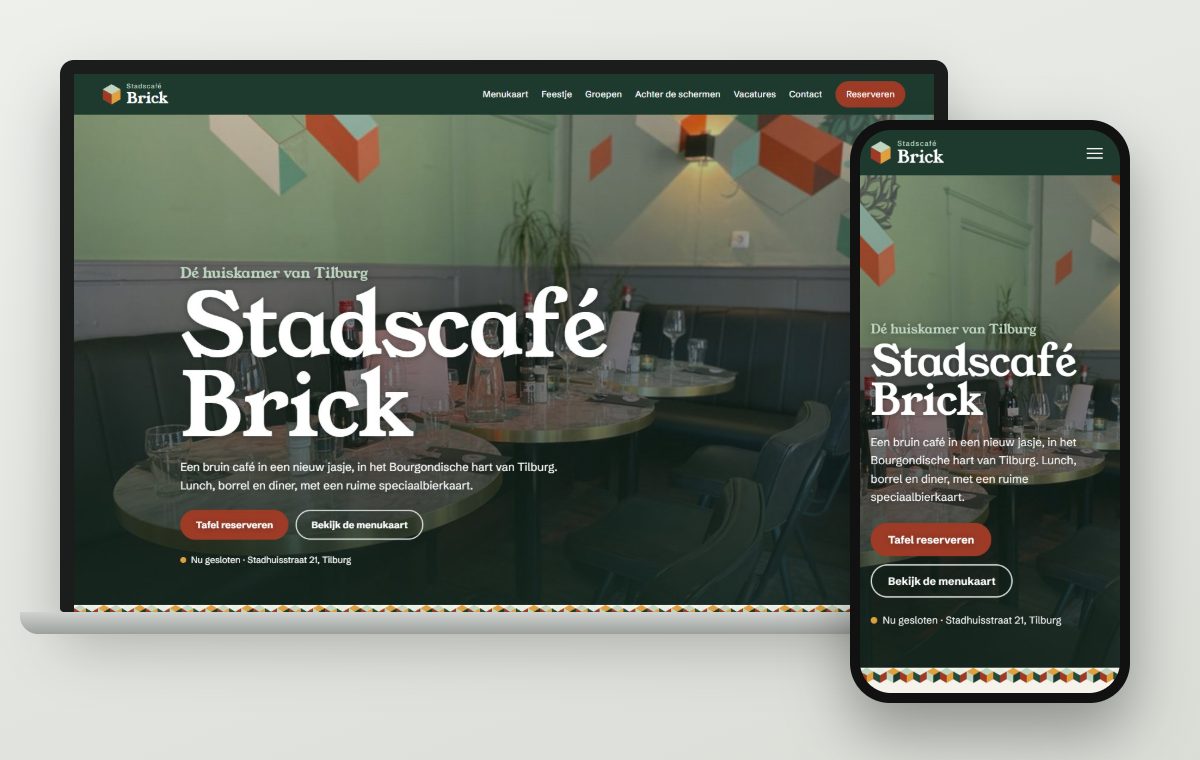 Stadscafé
Brick
Menukaart Feestje Groepen Achter de schermen Vacatures Contact Reserveren
Dé huiskamer van Tilburg
Stadscafé
Brick
Een bruin café in een nieuw jasje, in het Bourgondische hart van Tilburg.
Lunch, borrel en diner, met een ruime speciaalbierkaart.
Tafel reserveren Bekijk de menukaart
Nu gesloten · Stadhuisstraat 21, Tilburg
Stadscafé
Brick
Dé huiskamer van Tilburg
Stadscafé
Brick
Een bruin café in een nieuw jasje, in het
Bourgondische hart van Tilburg. Lunch,
borrel en diner, met een ruime
speciaalbierkaart.
Tafel reserveren
Bekijk de menukaart
Nu gesloten · Stadhuisstraat 21, Tilburg